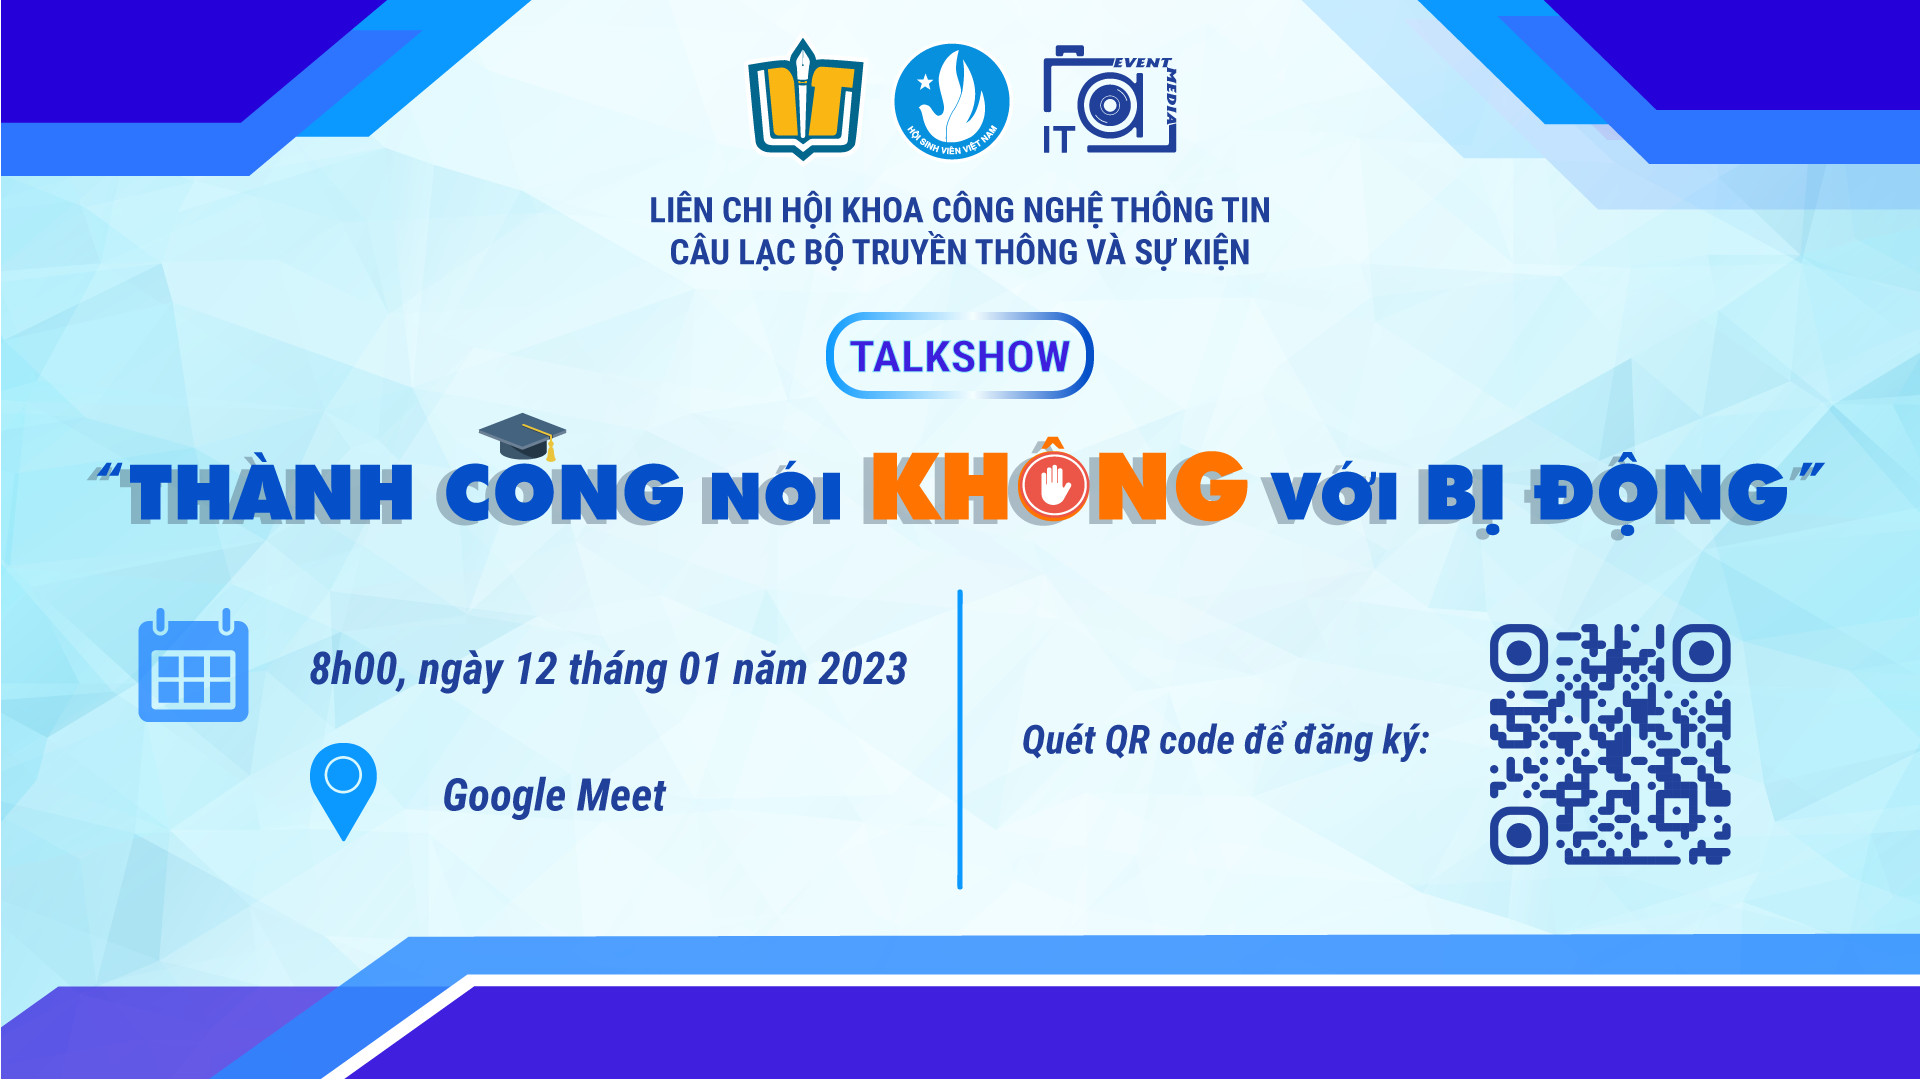 HỘI SINH VIÊN VIỆT NAM
EVENT
MEDIA
IT
LIÊN CHI HỘI KHOA CÔNG NGHỆ THÔNG TIN
CÂU LẠC BỘ TRUYỀN THÔNG VÀ SỰ KIỆN
TALKSHOW
“THÀNH CÔNG NÓI KHÔNG VỚI BỊ ĐỘNG”
8h00, ngày 12 tháng 01 năm 2023
Google Meet
Quét QR code để đăng ký: